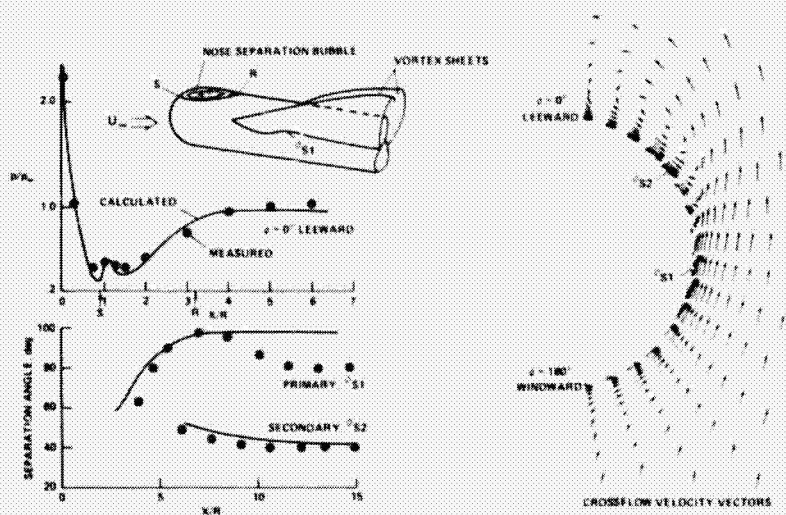 NOSE SEPARATION BUBBLE
R
VORTEX SHEETS
S
U∞
S1
2.0
1.0
2
CALCULATED
φ = 0° LEEWARD
MEASURED
0 1 2 3 4 5 6 7
S R X/R
100
80
60
40
20
SEPARATION ANGLE, deg
PRIMARY S1
SECONDARY S2
0 5 10 15
X/R
φ = 0°
LEEWARD
S2
S1
φ = 180°
WINDWARD
CROSSFLOW VELOCITY VECTORS